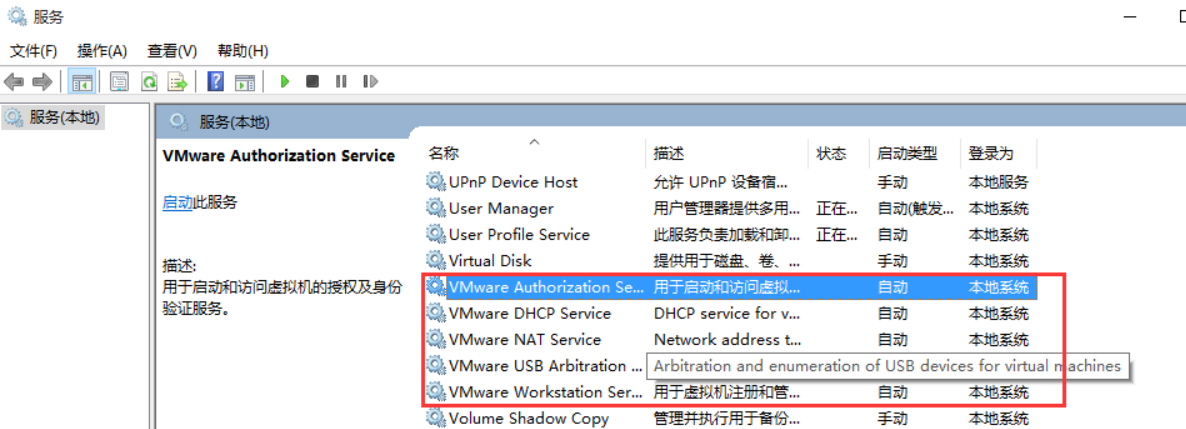 服务
文件(F) 操作(A) 查看(V) 帮助(H)
服务(本地)
服务(本地)
VMware Authorization Service
启动此服务
描述:
用于启动和访问虚拟机的授权及身份
验证服务。
名称 描述 状态 启动类型 登录为
UPnP Device Host 允许 UPnP 设备宿... 手动 本地服务
User Manager 用户管理器提供多用... 正在... 自动(触发... 本地系统
User Profile Service 此服务负责加载和卸... 正在... 自动 本地系统
Virtual Disk 提供用于磁盘、卷、... 手动 本地系统
VMware Authorization Se... 用于启动和访问虚拟... 自动 本地系统
VMware DHCP Service DHCP service for v... 自动 本地系统
VMware NAT Service Network address t... 自动 本地系统
VMware USB Arbitration ... Arbitration and enumeration of USB devices for virtual machines
VMware Workstation Ser... 用于虚拟机注册和管... 自动 本地系统
Volume Shadow Copy 管理并执行用于备份... 手动 本地系统